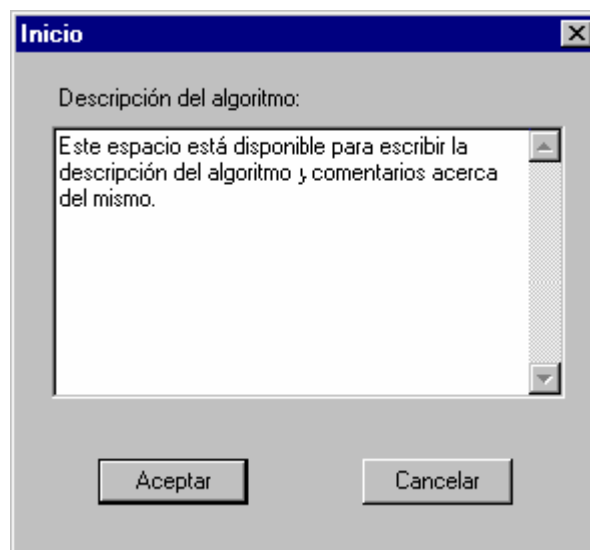 Inicio
Descripción del algoritmo:
Este espacio está disponible para escribir la
descripción del algoritmo y comentarios acerca
del mismo.
Aceptar
Cancelar